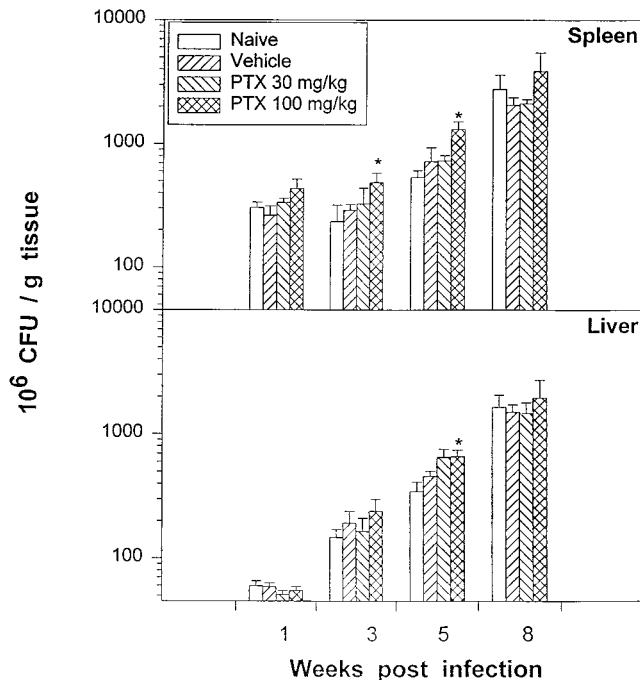 10000
Spleen
Naive
Vehicle
PTX 30 mg/kg
PTX 100 mg/kg
1000
*
*
100
10⁶ CFU / g tissue
10000
Liver
1000
*
100
1 3 5 8
Weeks post infection